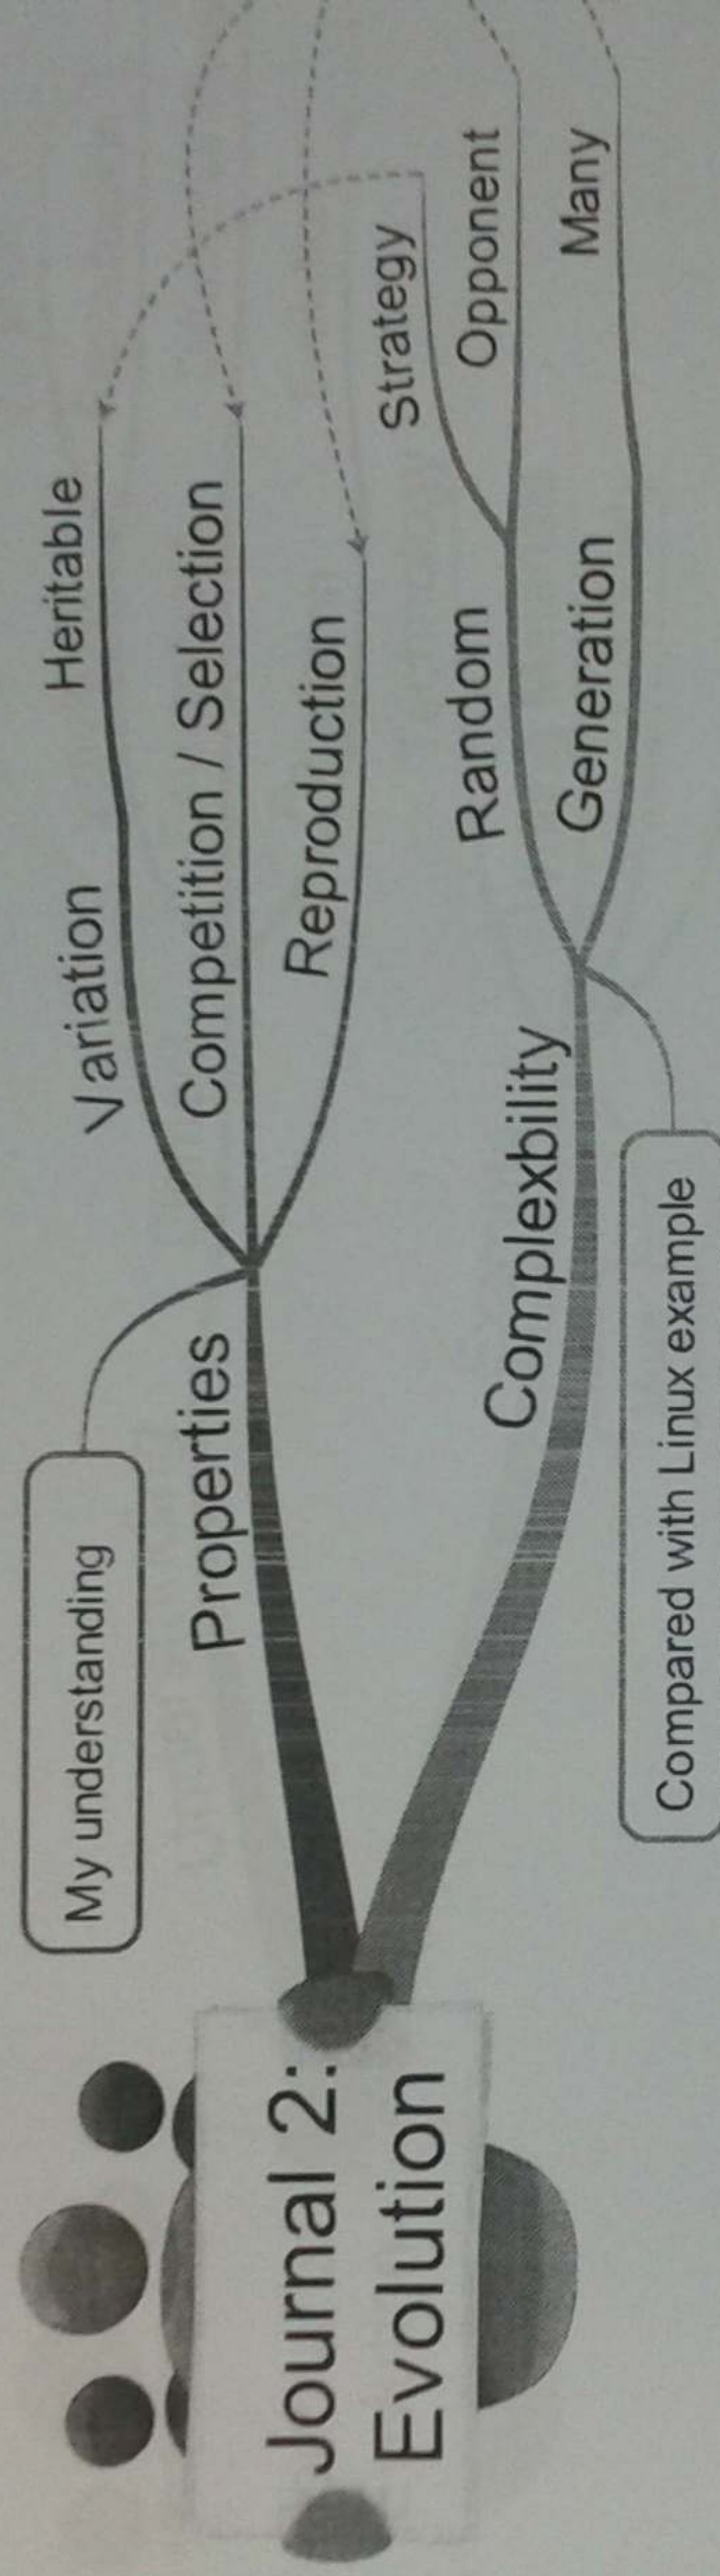 Journal 2:
Evolution
My understanding
Properties
Variation
Heritable
Competition / Selection
Reproduction
Complexbility
Random
Strategy
Opponent
Generation
Many
Compared with Linux example